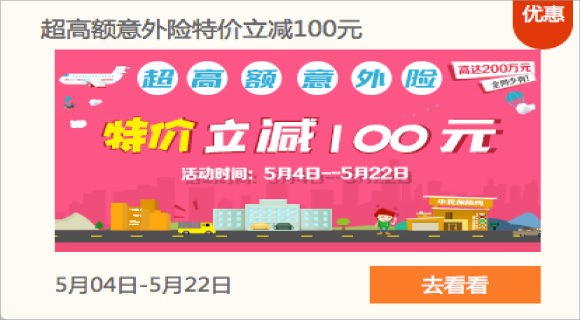 优惠
超高额意外险特价立减100元
超高额意外险
高达200万元
全网少有!
特价立减100元
活动时间：5月4日--5月22日
中民保险网
5月04日-5月22日
去看看